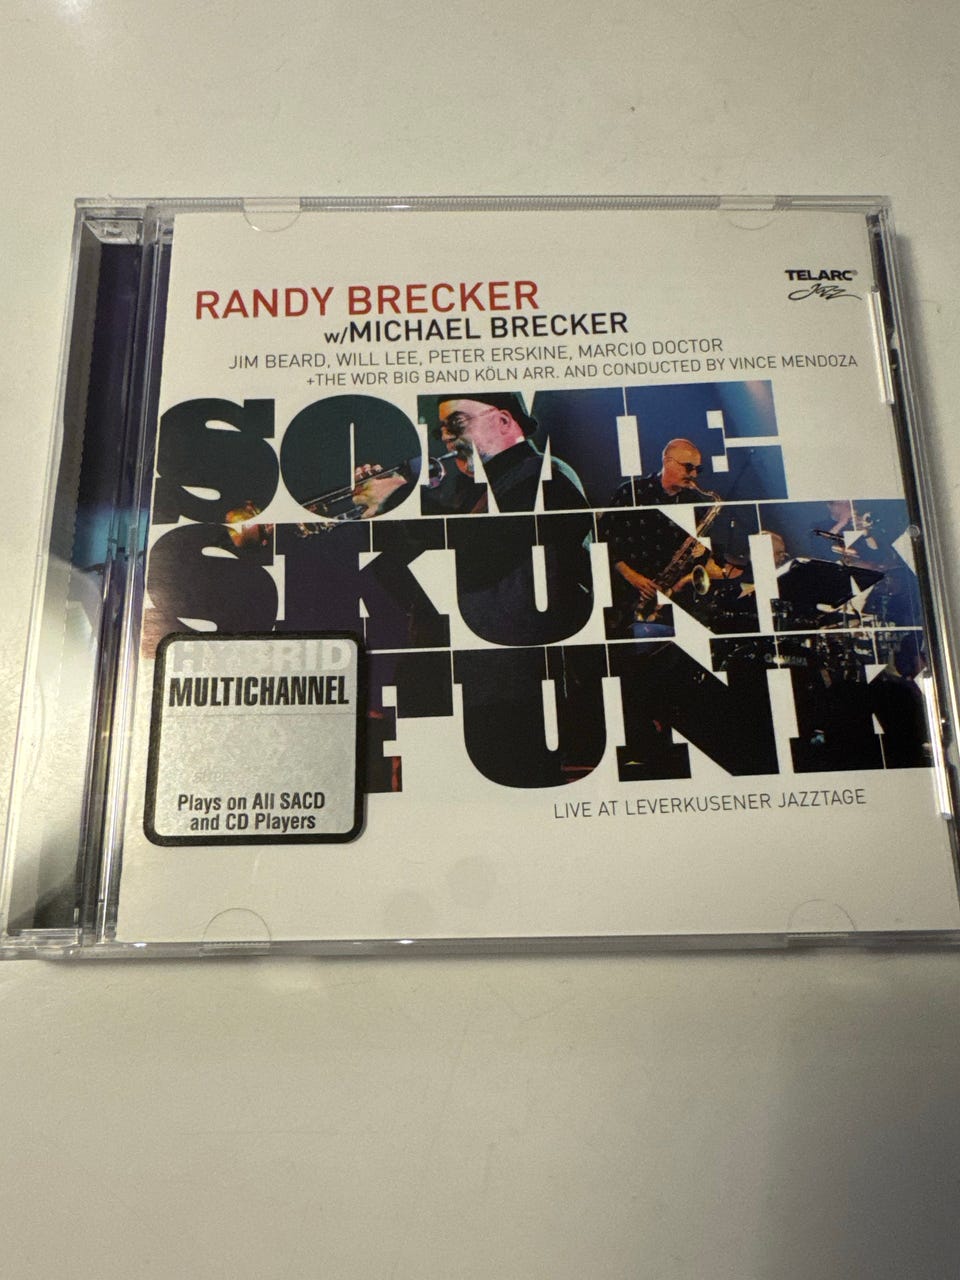 TELARC®
Jazz
RANDY BRECKER
w/MICHAEL BRECKER
JIM BEARD, WILL LEE, PETER ERSKINE, MARCIO DOCTOR
+THE WDR BIG BAND KÖLN ARR. AND CONDUCTED BY VINCE MENDOZA
SOME
SKUNK
FUNK
YAMAHA
HYBRID
MULTICHANNEL
Plays on All SACD
and CD Players
LIVE AT LEVERKUSENER JAZZTAGE